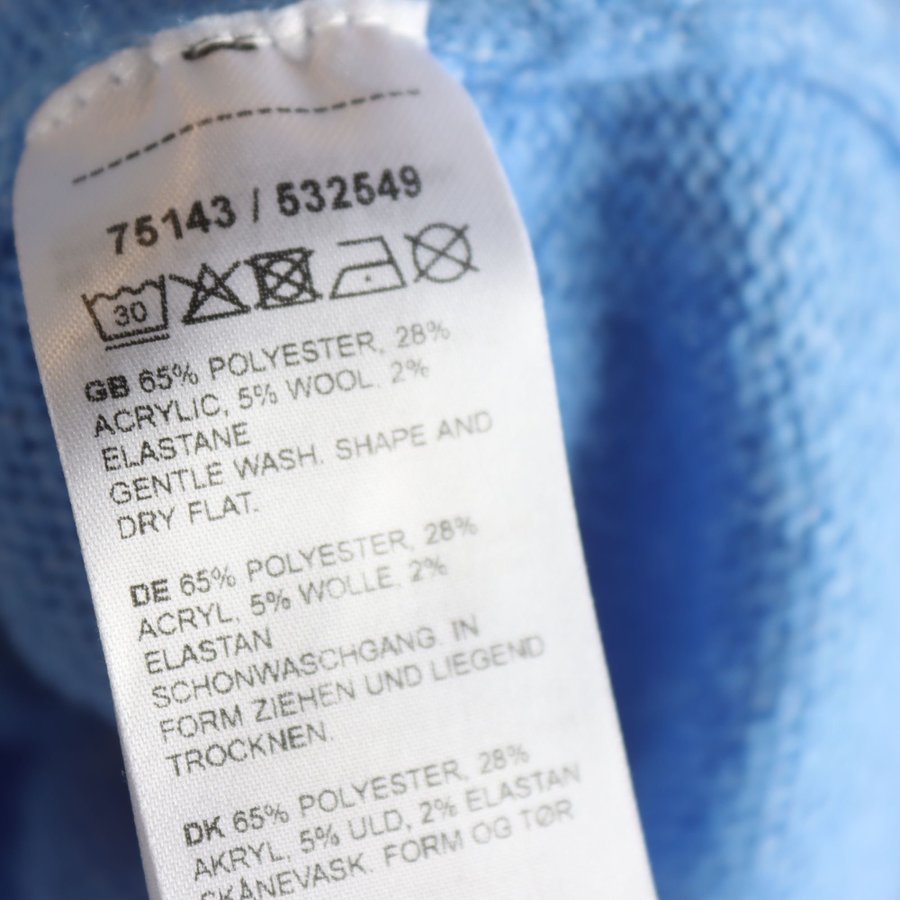 75143 / 532549
30
GB 65% POLYESTER, 28%
ACRYLIC, 5% WOOL, 2%
ELASTANE
GENTLE WASH. SHAPE AND
DRY FLAT.
DE 65% POLYESTER, 28%
ACRYL, 5% WOLLE, 2%
ELASTAN
SCHONWASCHGANG. IN
FORM ZIEHEN UND LIEGEND
TROCKNEN.
DK 65% POLYESTER, 28%
AKRYL, 5% ULD, 2% ELASTAN
SKÅNEVASK. FORM OG TØR